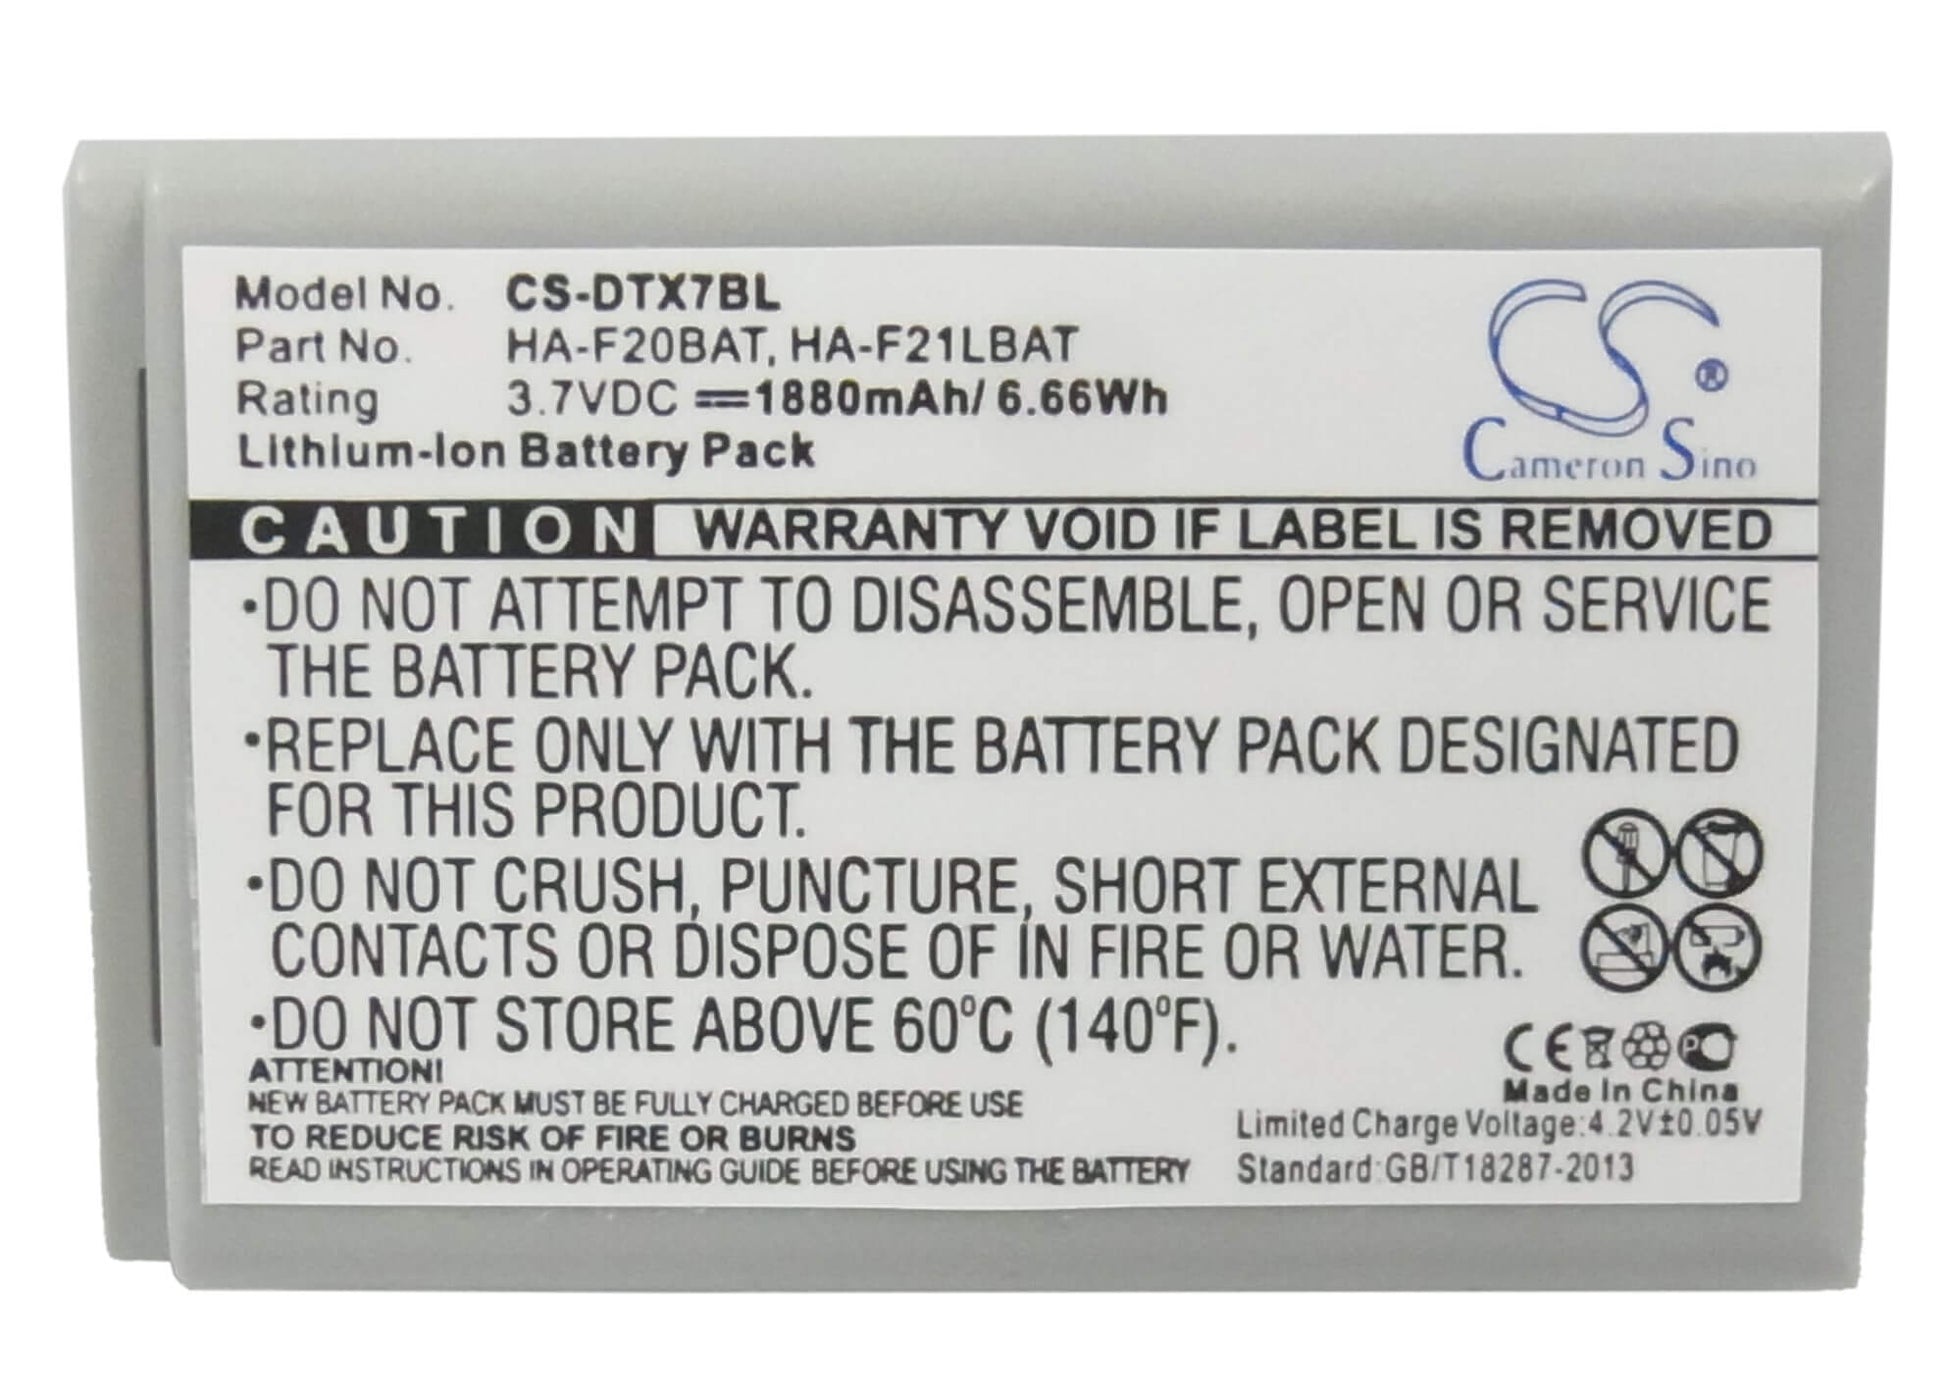 Model No. CS-DTX7BL
Part No. HA-F20BAT, HA-F21LBAT
Rating 3.7VDC ⎓1880mAh/ 6.66Wh
Lithium-Ion Battery Pack
CS®
Cameron Sino
CAUTION WARRANTY VOID IF LABEL IS REMOVED
•DO NOT ATTEMPT TO DISASSEMBLE, OPEN OR SERVICE
THE BATTERY PACK.
•REPLACE ONLY WITH THE BATTERY PACK DESIGNATED
FOR THIS PRODUCT.
•DO NOT CRUSH, PUNCTURE, SHORT EXTERNAL
CONTACTS OR DISPOSE OF IN FIRE OR WATER.
•DO NOT STORE ABOVE 60°C (140°F).
ATTENTION!
NEW BATTERY PACK MUST BE FULLY CHARGED BEFORE USE
TO REDUCE RISK OF FIRE OR BURNS
READ INSTRUCTIONS IN OPERATING GUIDE BEFORE USING THE BATTERY
CE
Made In China
Limited Charge Voltage:4.2V±0.05V
Standard:GB/T18287-2013